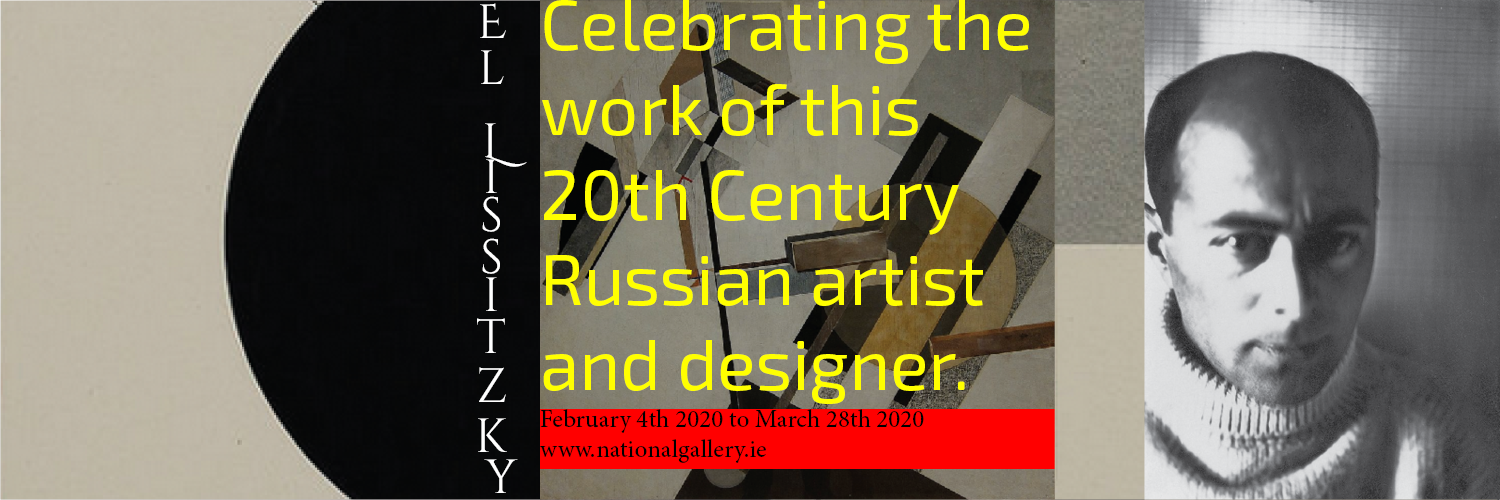 EL LISSITZKY
Celebrating the
work of this
20th Century
Russian artist
and designer.
February 4th 2020 to March 28th 2020
www.nationalgallery.ie